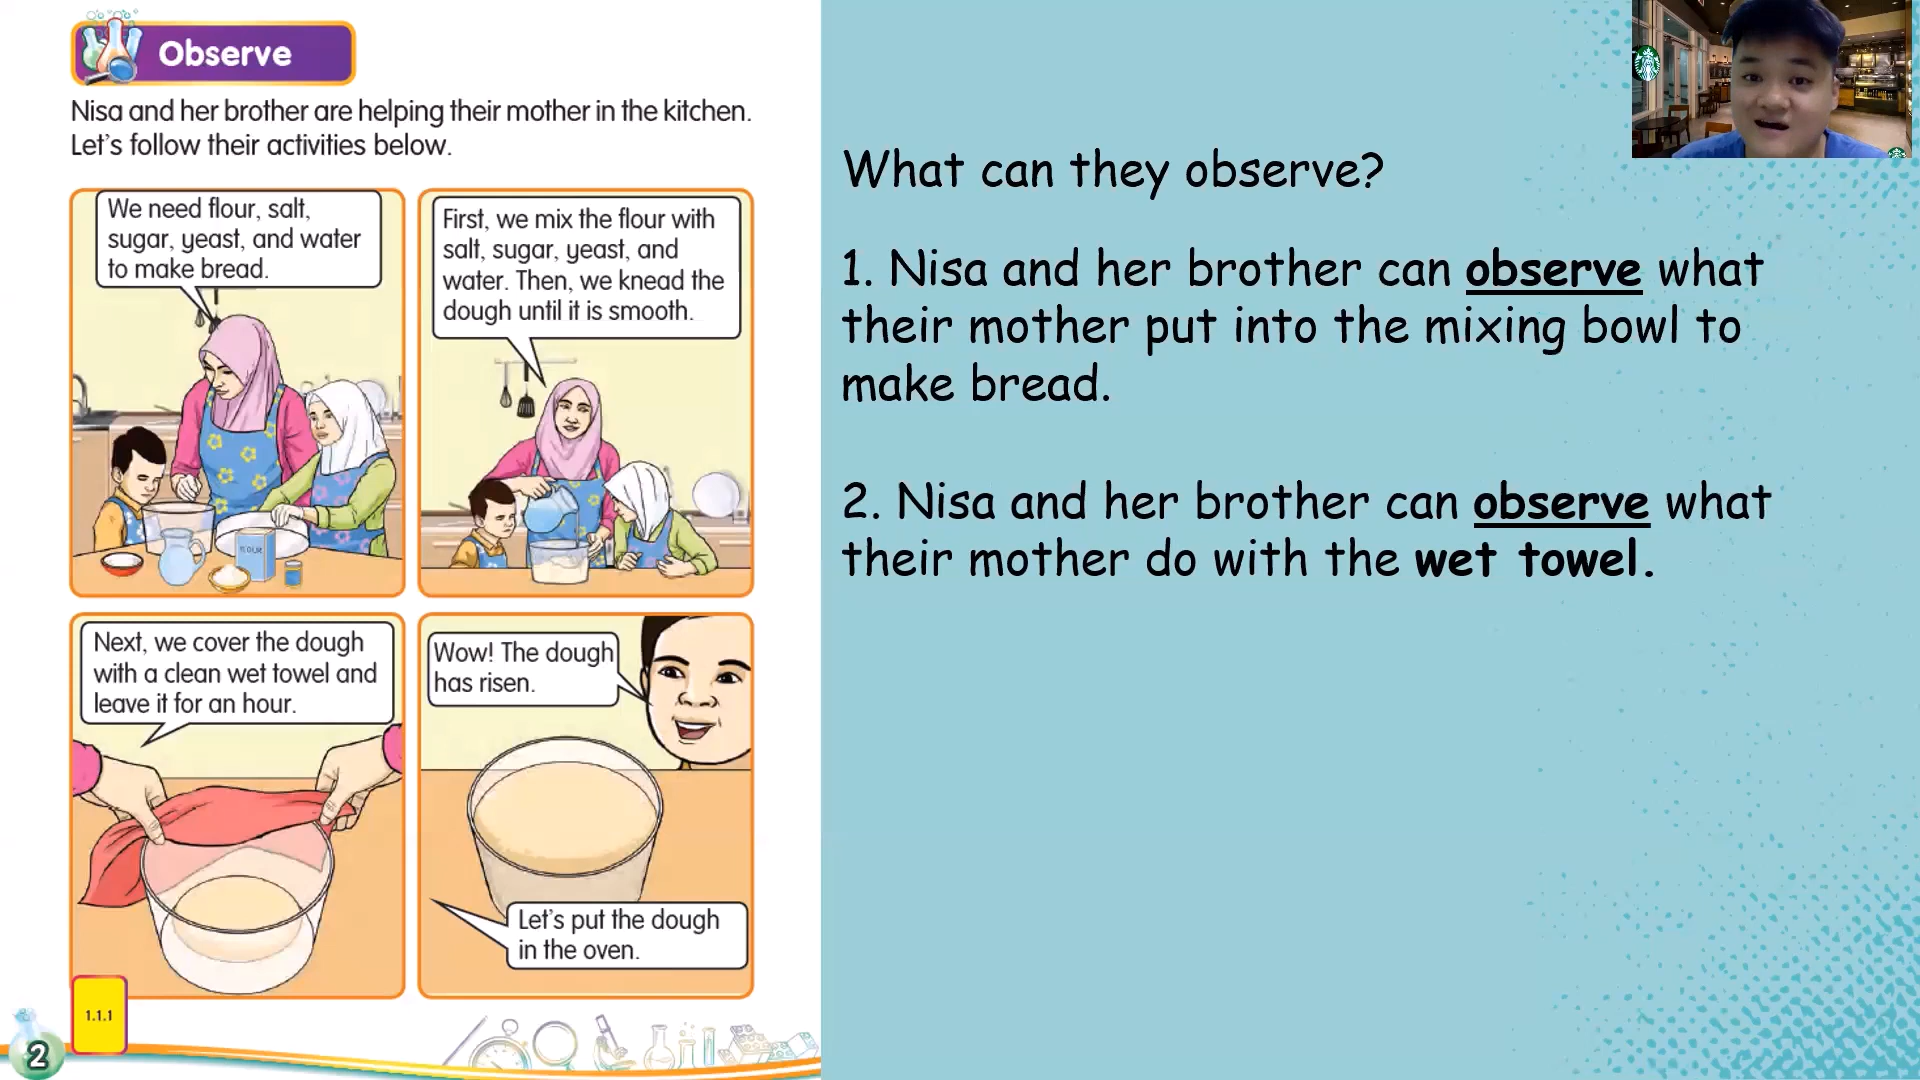 Observe
Nisa and her brother are helping their mother in the kitchen.
Let's follow their activities below.
We need flour, salt,
sugar, yeast, and water
to make bread.
First, we mix the flour with
salt, sugar, yeast, and
water. Then, we knead the
dough until it is smooth.
FLOUR
Next, we cover the dough
with a clean wet towel and
leave it for an hour.
Wow! The dough
has risen.
Let's put the dough
in the oven.
1.1.1
2
What can they observe?
1. Nisa and her brother can observe what
their mother put into the mixing bowl to
make bread.
2. Nisa and her brother can observe what
their mother do with the wet towel.